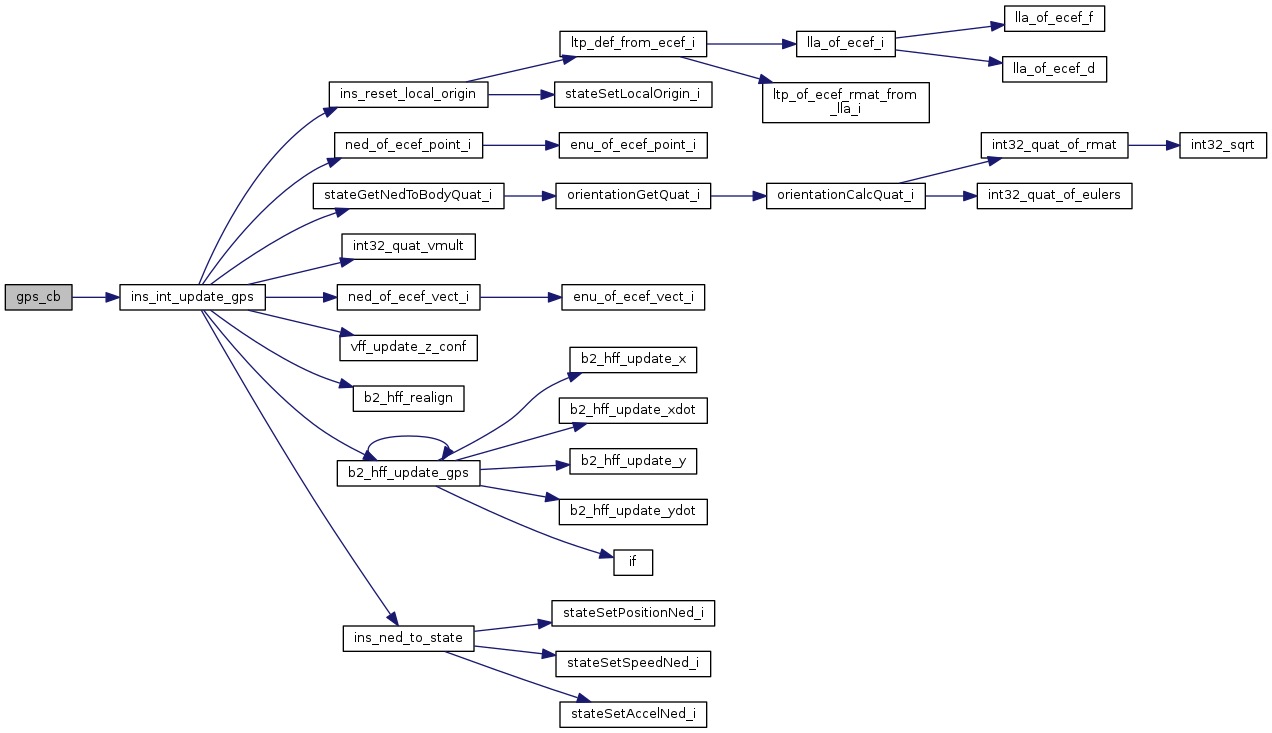 lla_of_ecef_f
ltp_def_from_ecef_i
lla_of_ecef_i
lla_of_ecef_d
ins_reset_local_origin
stateSetLocalOrigin_i
ltp_of_ecef_rmat_from
_lla_i
ned_of_ecef_point_i
enu_of_ecef_point_i
int32_quat_of_rmat
int32_sqrt
stateGetNedToBodyQuat_i
orientationGetQuat_i
orientationCalcQuat_i
int32_quat_of_eulers
int32_quat_vmult
gps_cb
ins_int_update_gps
ned_of_ecef_vect_i
enu_of_ecef_vect_i
vff_update_z_conf
b2_hff_update_x
b2_hff_realign
b2_hff_update_xdot
b2_hff_update_gps
b2_hff_update_y
b2_hff_update_ydot
if
stateSetPositionNed_i
ins_ned_to_state
stateSetSpeedNed_i
stateSetAccelNed_i